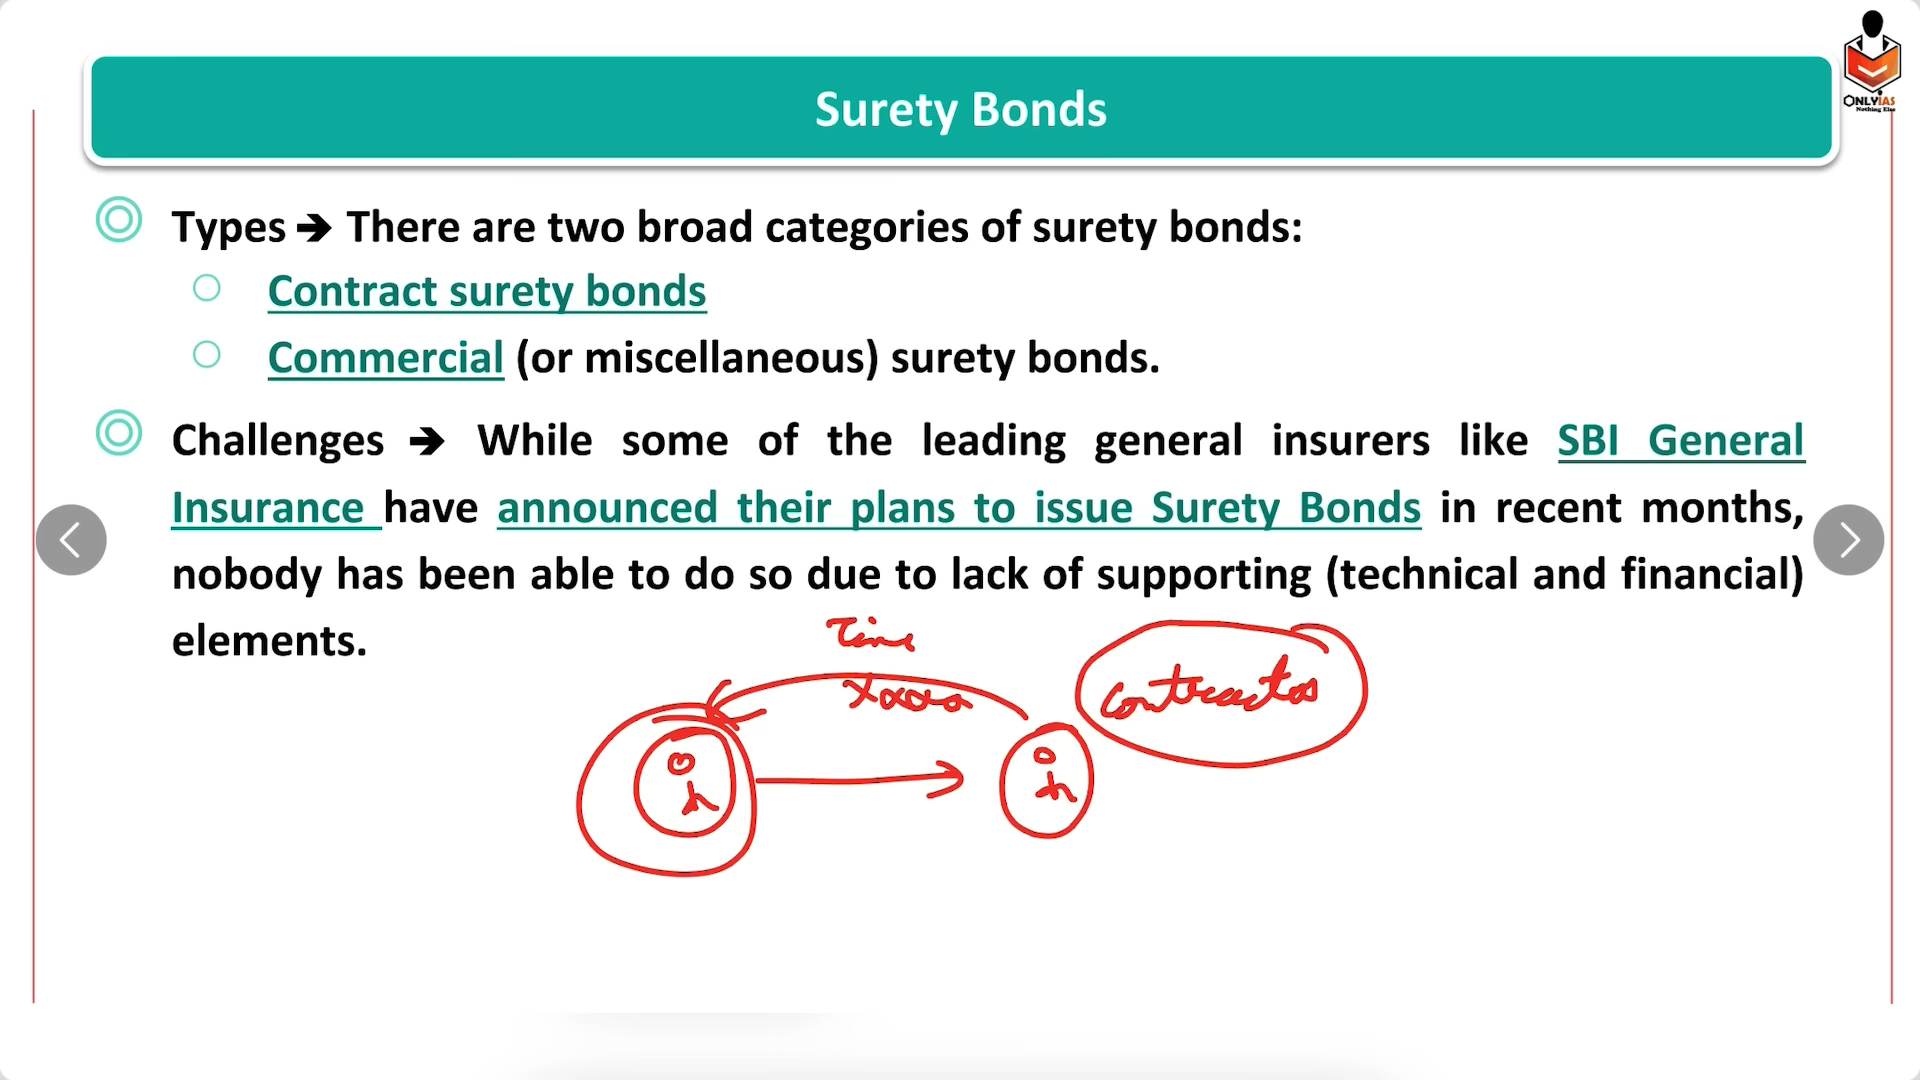 ONLYIAS
Nothing Else
Surety Bonds
Types ➔ There are two broad categories of surety bonds:
Contract surety bonds
Commercial (or miscellaneous) surety bonds.
Challenges ➔ While some of the leading general insurers like SBI General
Insurance have announced their plans to issue Surety Bonds in recent months,
nobody has been able to do so due to lack of supporting (technical and financial)
elements.
Time
Contractor